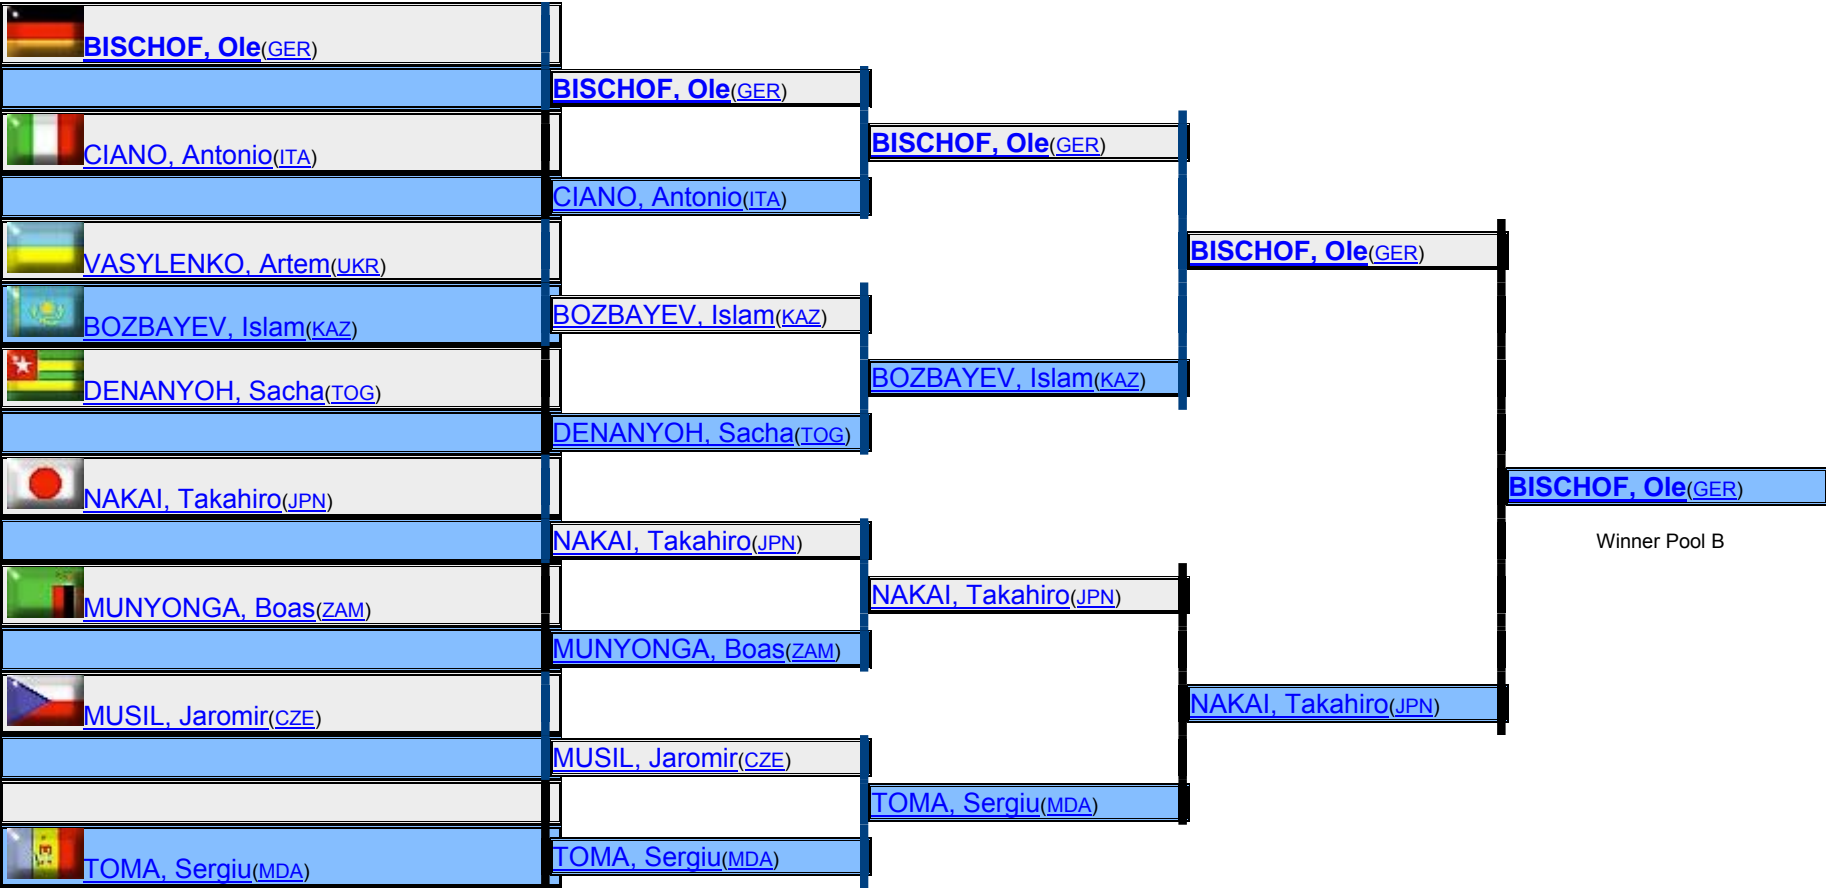 BISCHOF, Ole(GER)
BISCHOF, Ole(GER)
CIANO, Antonio(ITA)
BISCHOF, Ole(GER)
CIANO, Antonio(ITA)
VASYLENKO, Artem(UKR)
BISCHOF, Ole(GER)
BOZBAYEV, Islam(KAZ)
BOZBAYEV, Islam(KAZ)
DENANYOH, Sacha(TOG)
BOZBAYEV, Islam(KAZ)
DENANYOH, Sacha(TOG)
NAKAI, Takahiro(JPN)
BISCHOF, Ole(GER)
NAKAI, Takahiro(JPN)
Winner Pool B
MUNYONGA, Boas(ZAM)
NAKAI, Takahiro(JPN)
MUNYONGA, Boas(ZAM)
MUSIL, Jaromir(CZE)
NAKAI, Takahiro(JPN)
MUSIL, Jaromir(CZE)
TOMA, Sergiu(MDA)
TOMA, Sergiu(MDA)
TOMA, Sergiu(MDA)